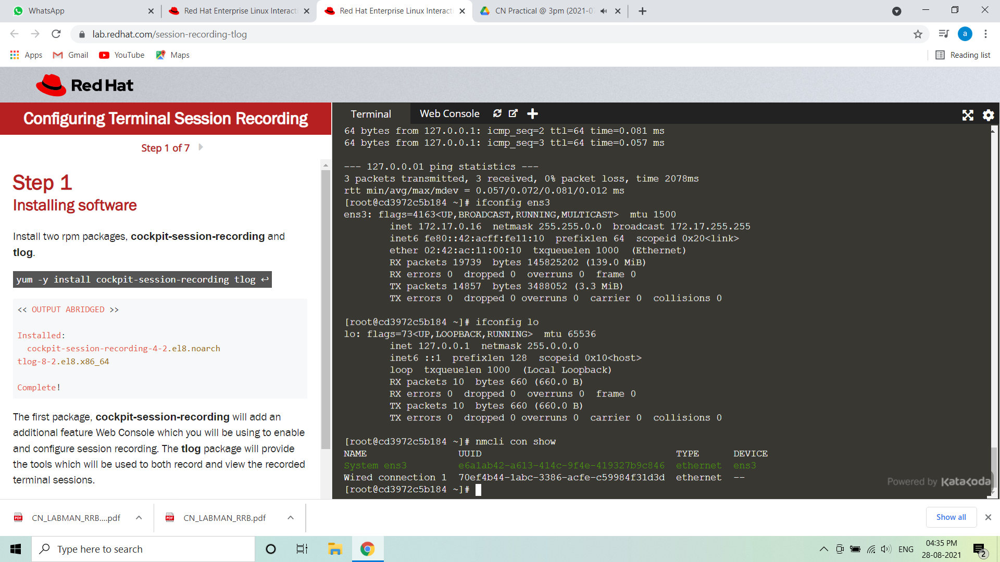 WhatsApp
Red Hat Enterprise Linux Interacti
Red Hat Enterprise Linux Interacti
CN Practical @ 3pm (2021-07
lab.redhat.com/session-recording-tlog
a
Apps
Gmail
YouTube
Maps
Reading list
Red Hat
Configuring Terminal Session Recording
Step 1 of 7
Step 1
Installing software
Install two rpm packages, cockpit-session-recording and
tlog.
yum -y install cockpit-session-recording tlog ↩
<< OUTPUT ABRIDGED >>
Installed:
cockpit-session-recording-4-2.el8.noarch
tlog-8-2.el8.x86_64
Complete!
The first package, cockpit-session-recording will add an
additional feature Web Console which you will be using to enable
and configure session recording. The tlog package will provide
the tools which will be used to both record and view the recorded
terminal sessions.
Terminal
Web Console
64 bytes from 127.0.0.1: icmp_seq=2 ttl=64 time=0.081 ms
64 bytes from 127.0.0.1: icmp_seq=3 ttl=64 time=0.057 ms
--- 127.0.0.01 ping statistics ---
3 packets transmitted, 3 received, 0% packet loss, time 2078ms
rtt min/avg/max/mdev = 0.057/0.072/0.081/0.012 ms
[root@cd3972c5b184 ~]# ifconfig ens3
ens3: flags=4163<UP,BROADCAST,RUNNING,MULTICAST> mtu 1500
inet 172.17.0.16 netmask 255.255.0.0 broadcast 172.17.255.255
inet6 fe80::42:acff:fe11:10 prefixlen 64 scopeid 0x20<link>
ether 02:42:ac:11:00:10 txqueuelen 1000 (Ethernet)
RX packets 19739 bytes 145825202 (139.0 MiB)
RX errors 0 dropped 0 overruns 0 frame 0
TX packets 14857 bytes 3488052 (3.3 MiB)
TX errors 0 dropped 0 overruns 0 carrier 0 collisions 0
[root@cd3972c5b184 ~]# ifconfig lo
lo: flags=73<UP,LOOPBACK,RUNNING> mtu 65536
inet 127.0.0.1 netmask 255.0.0.0
inet6 ::1 prefixlen 128 scopeid 0x10<host>
loop txqueuelen 1000 (Local Loopback)
RX packets 10 bytes 660 (660.0 B)
RX errors 0 dropped 0 overruns 0 frame 0
TX packets 10 bytes 660 (660.0 B)
TX errors 0 dropped 0 overruns 0 carrier 0 collisions 0
[root@cd3972c5b184 ~]# nmcli con show
NAME UUID TYPE DEVICE
System ens3 e6a1ab42-a613-414c-9f4e-419327b9c846 ethernet ens3
Wired connection 1 70ef4b44-1abc-3386-acfe-c59984f31d3d ethernet --
[root@cd3972c5b184 ~]#
Powered by Katacoda
PDF
CN_LABMAN_RRB....pdf
PDF
CN_LABMAN_RRB.pdf
Show all
Type here to search
ENG
04:35 PM
28-08-2021
2